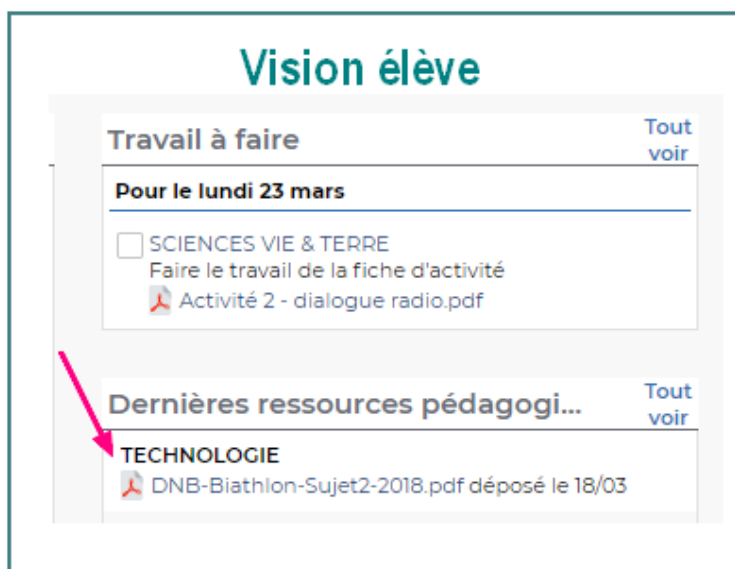 Vision élève
Travail à faire
Tout
voir
Pour le lundi 23 mars
SCIENCES VIE & TERRE
Faire le travail de la fiche d'activité
Activité 2 - dialogue radio.pdf
Dernières ressources pédagogi...
Tout
voir
TECHNOLOGIE
DNB-Biathlon-Sujet2-2018.pdf déposé le 18/03